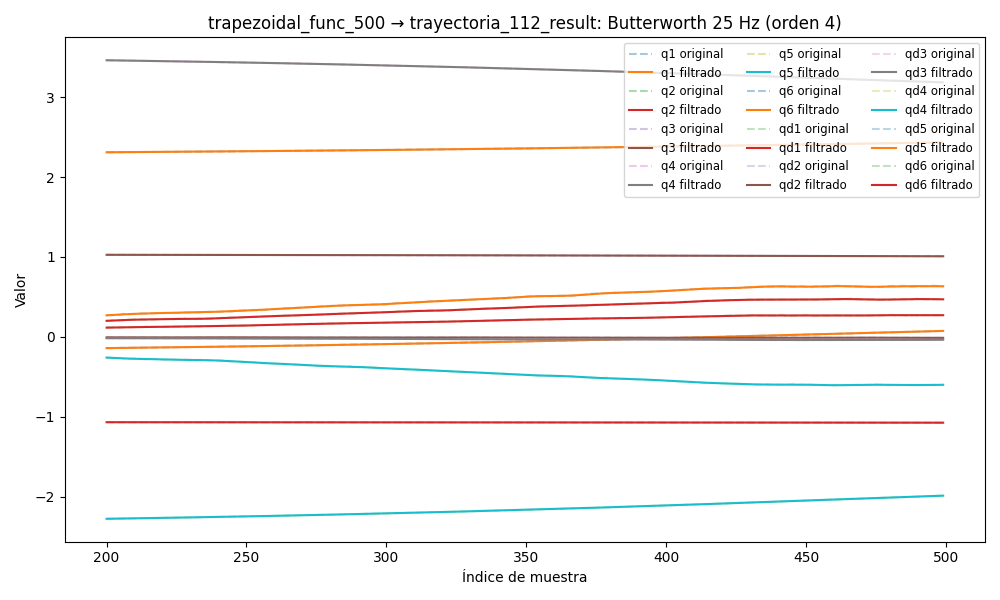 trapezoidal_func_500 → trayectoria_112_result: Butterworth 25 Hz (orden 4)
q1 original q5 original qd3 original
q1 filtrado q5 filtrado qd3 filtrado
q2 original q6 original qd4 original
q2 filtrado q6 filtrado qd4 filtrado
q3 original qd1 original qd5 original
q3 filtrado qd1 filtrado qd5 filtrado
q4 original qd2 original qd6 original
q4 filtrado qd2 filtrado qd6 filtrado
3
2
1
0
−1
−2
Valor
200 250 300 350 400 450 500
Índice de muestra